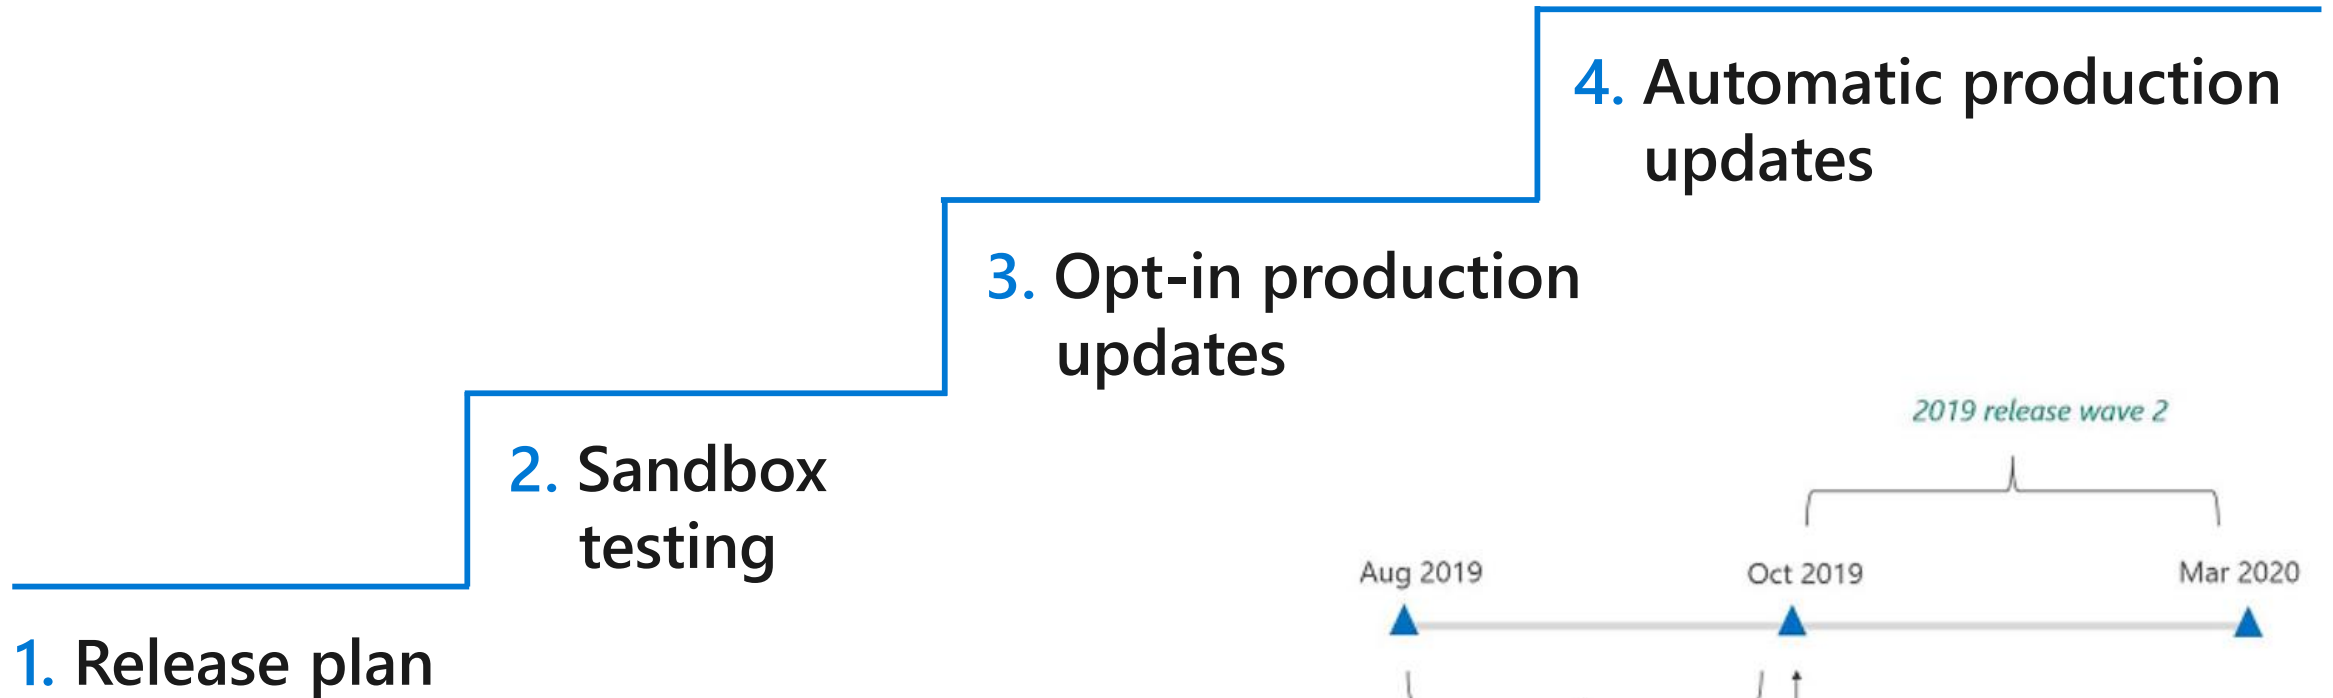 4. Automatic production
updates
3. Opt-in production
updates
2. Sandbox
testing
1. Release plan
2019 release wave 2
Aug 2019
Oct 2019
Mar 2020